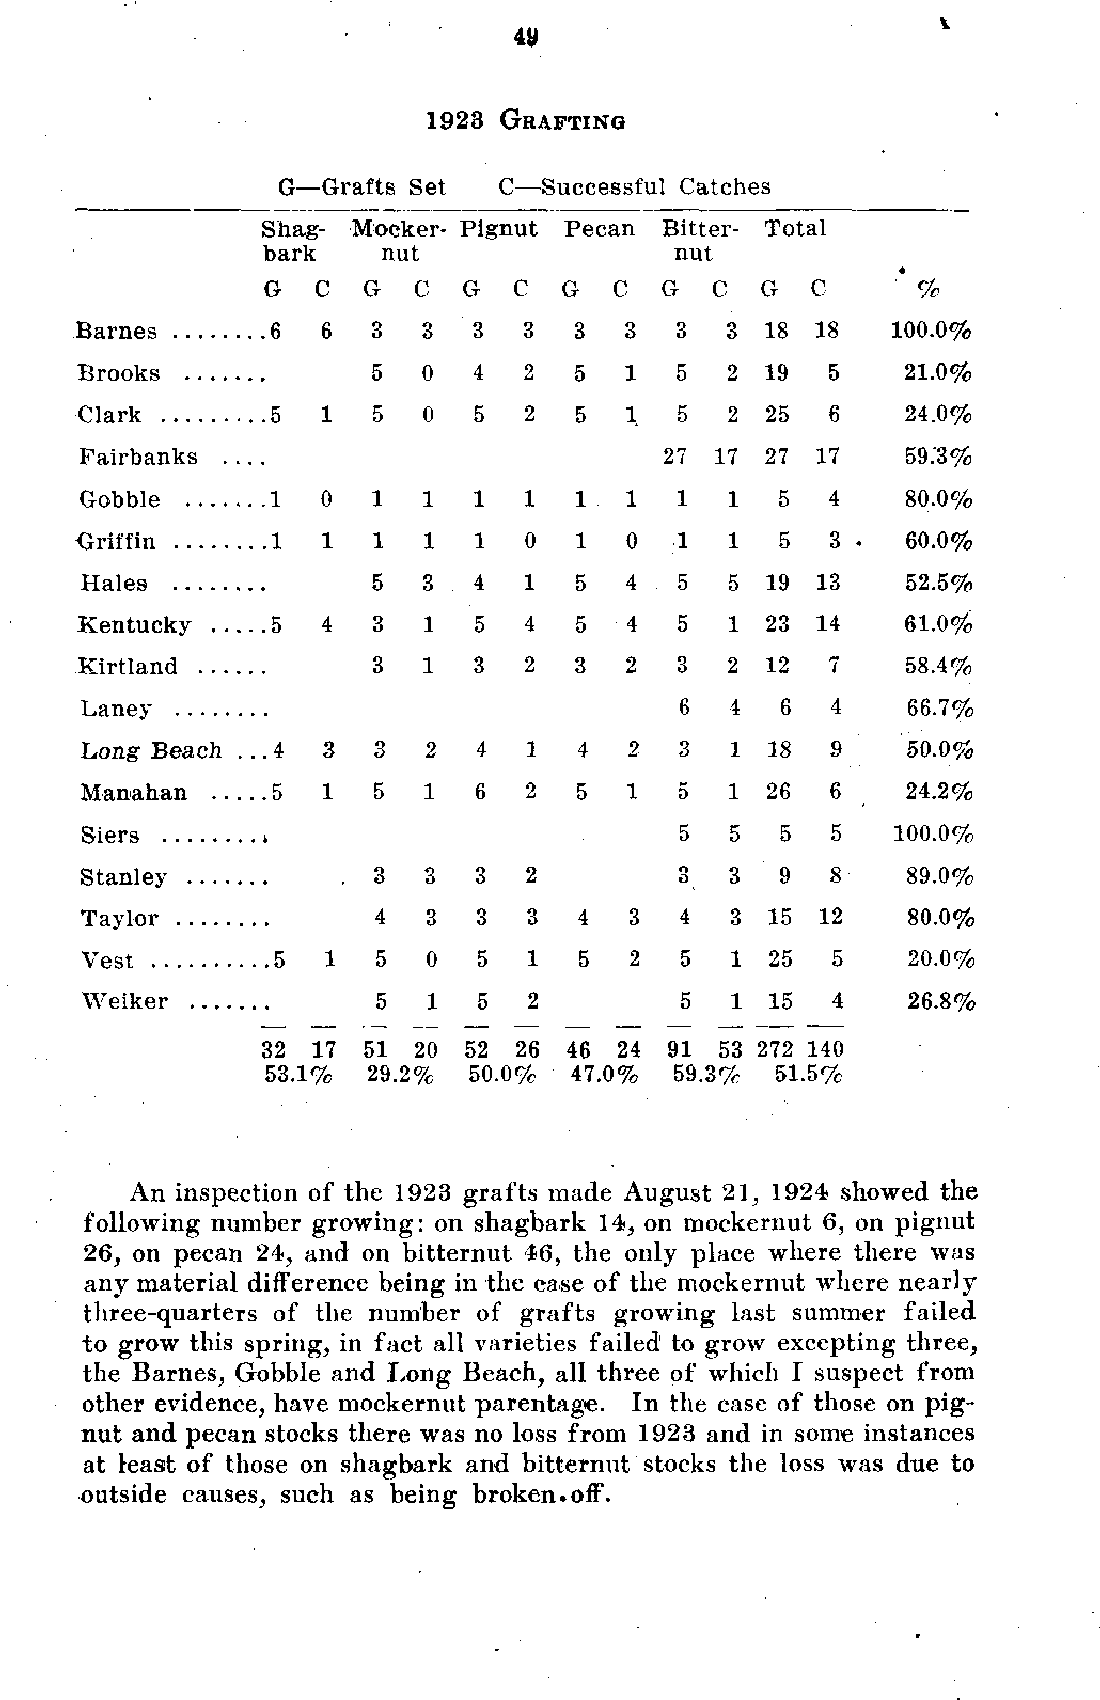 49
1923 GRAFTING
G—Grafts Set C—Successful Catches
Shag- Mocker- Pignut Pecan Bitter- Total
bark nut nut
G C G C G C G C G C G C %
Barnes ........6 6 3 3 3 3 3 3 3 3 18 18 100.0%
Brooks ....... 5 0 4 2 5 1 5 2 19 5 21.0%
Clark .........5 1 5 0 5 2 5 1 5 2 25 6 24.0%
Fairbanks .... 27 17 27 17 59.3%
Gobble .......1 0 1 1 1 1 1 1 1 1 5 4 80.0%
Griffin ........1 1 1 1 1 0 1 0 1 1 5 3 60.0%
Hales ........ 5 3 4 1 5 4 5 5 19 13 52.5%
Kentucky .....5 4 3 1 5 4 5 4 5 1 23 14 61.0%
Kirtland ...... 3 1 3 2 3 2 3 2 12 7 58.4%
Laney ........ 6 4 6 4 66.7%
Long Beach ...4 3 3 2 4 1 4 2 3 1 18 9 50.0%
Manahan .....5 1 5 1 6 2 5 1 5 1 26 6 24.2%
Siers ......... 5 5 5 5 100.0%
Stanley ....... 3 3 3 2 3 3 9 8 89.0%
Taylor ........ 4 3 3 3 4 3 4 3 15 12 80.0%
Vest ..........5 1 5 0 5 1 5 2 5 1 25 5 20.0%
Weiker ....... 5 1 5 2 5 1 15 4 26.8%
32 17 51 20 52 26 46 24 91 53 272 140
53.1% 29.2% 50.0% 47.0% 59.3% 51.5%
An inspection of the 1923 grafts made August 21, 1924 showed the
following number growing: on shagbark 14, on mockernut 6, on pignut
26, on pecan 24, and on bitternut 46, the only place where there was
any material difference being in the case of the mockernut where nearly
three-quarters of the number of grafts growing last summer failed
to grow this spring, in fact all varieties failed to grow excepting three,
the Barnes, Gobble and Long Beach, all three of which I suspect from
other evidence, have mockernut parentage. In the case of those on pig-
nut and pecan stocks there was no loss from 1923 and in some instances
at least of those on shagbark and bitternut stocks the loss was due to
outside causes, such as being broken off.